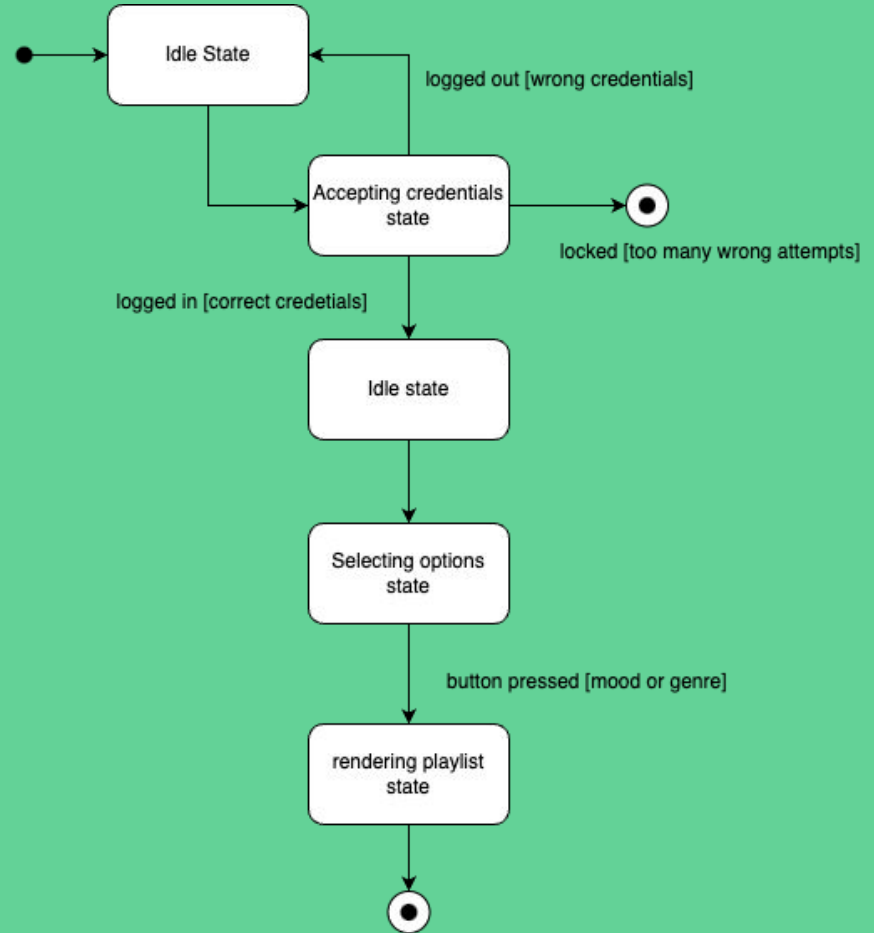 Idle State
logged out [wrong credentials]
Accepting credentials
state
locked [too many wrong attempts]
logged in [correct credetials]
Idle state
Selecting options
state
button pressed [mood or genre]
rendering playlist
state